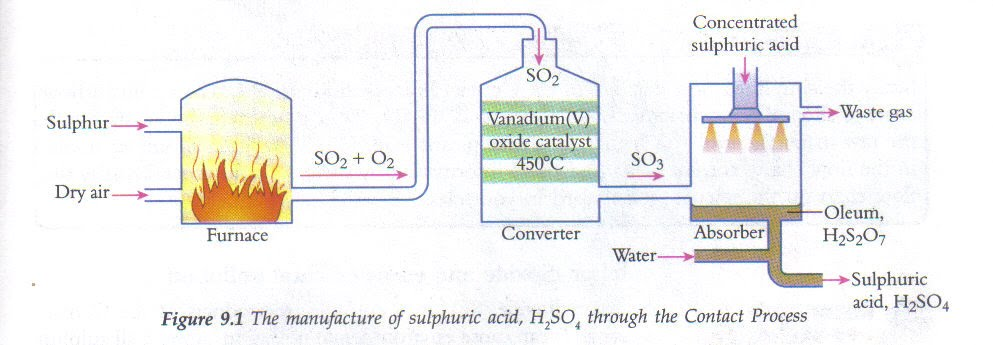 Concentrated
sulphuric acid
Sulphur
Dry air
Furnace
SO₂ + O₂
SO₂
Vanadium(V)
oxide catalyst
450°C
Converter
SO₃
Waste gas
Absorber
Oleum,
H₂S₂O₇
Water
Sulphuric
acid, H₂SO₄
Figure 9.1 The manufacture of sulphuric acid, H₂SO₄ through the Contact Process